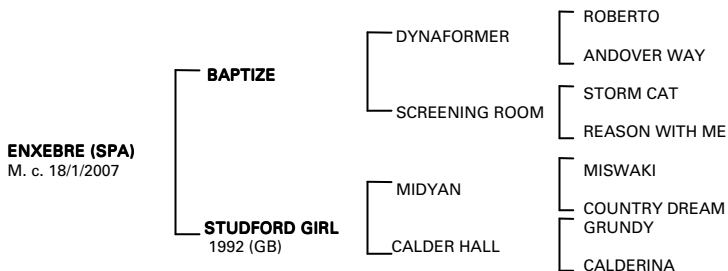 ROBERTO
DYNAFORMER
ANDOVER WAY
BAPTIZE
STORM CAT
SCREENING ROOM
REASON WITH ME
ENXEBRE (SPA)
M. c. 18/1/2007
MISWAKI
MIDYAN
COUNTRY DREAM
STUDFORD GIRL
1992 (GB)
GRUNDY
CALDER HALL
CALDERINA